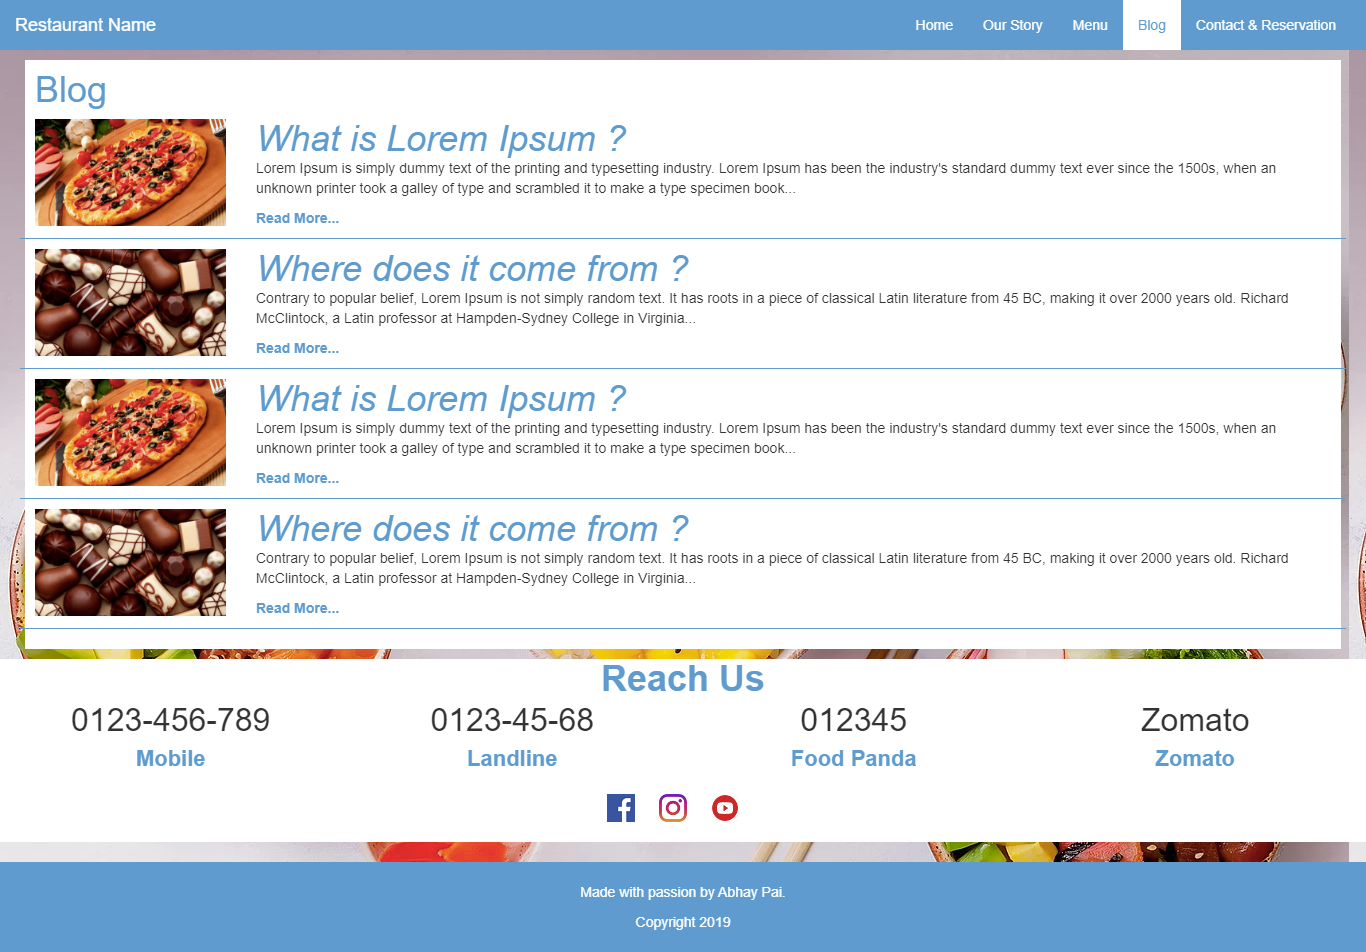 Restaurant Name
Home
Our Story
Menu
Blog
Contact & Reservation
Blog
What is Lorem Ipsum ?
Lorem Ipsum is simply dummy text of the printing and typesetting industry. Lorem Ipsum has been the industry's standard dummy text ever since the 1500s, when an
unknown printer took a galley of type and scrambled it to make a type specimen book...
Read More...
Where does it come from ?
Contrary to popular belief, Lorem Ipsum is not simply random text. It has roots in a piece of classical Latin literature from 45 BC, making it over 2000 years old. Richard
McClintock, a Latin professor at Hampden-Sydney College in Virginia...
Read More...
What is Lorem Ipsum ?
Lorem Ipsum is simply dummy text of the printing and typesetting industry. Lorem Ipsum has been the industry's standard dummy text ever since the 1500s, when an
unknown printer took a galley of type and scrambled it to make a type specimen book...
Read More...
Where does it come from ?
Contrary to popular belief, Lorem Ipsum is not simply random text. It has roots in a piece of classical Latin literature from 45 BC, making it over 2000 years old. Richard
McClintock, a Latin professor at Hampden-Sydney College in Virginia...
Read More...
Reach Us
0123-456-789
Mobile
0123-45-68
Landline
012345
Food Panda
Zomato
Zomato
Made with passion by Abhay Pai.
Copyright 2019